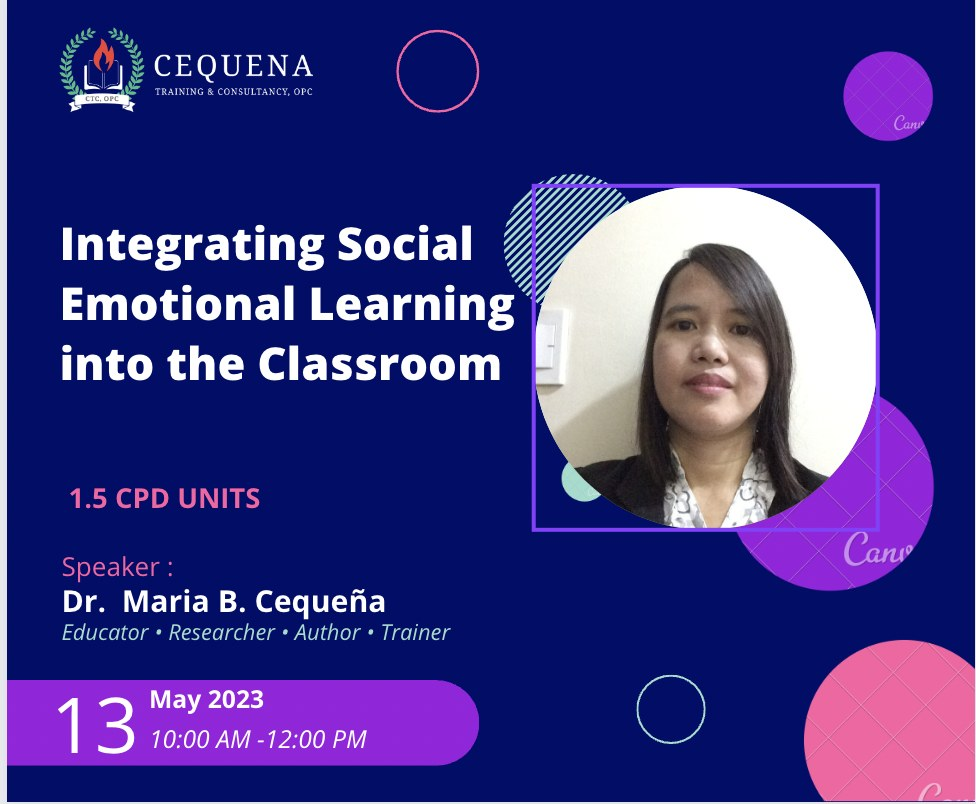 CEQUENA
TRAINING & CONSULTANCY, OPC
CTC, OPC
Integrating Social
Emotional Learning
into the Classroom
1.5 CPD UNITS
Speaker :
Dr. Maria B. Cequeña
Educator • Researcher • Author • Trainer
13
May 2023
10:00 AM -12:00 PM